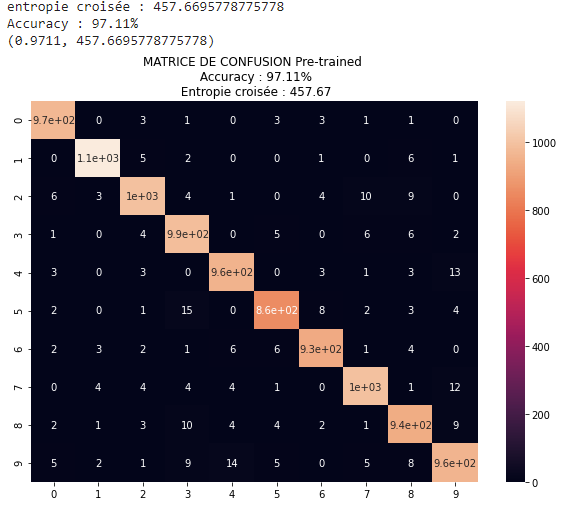 entropie croisée : 457.6695778775778
Accuracy : 97.11%
(0.9711, 457.6695778775778)
MATRICE DE CONFUSION Pre-trained
Accuracy : 97.11%
Entropie croisée : 457.67
0 9.7e+02 0 3 1 0 3 3 1 1 0
1 0 1.1e+03 5 2 0 0 1 0 6 1
2 6 3 1e+03 4 1 0 4 10 9 0
3 1 0 4 9.9e+02 0 5 0 6 6 2
4 3 0 3 0 9.6e+02 0 3 1 3 13
5 2 0 1 15 0 8.6e+02 8 2 3 4
6 2 3 2 1 6 6 9.3e+02 1 4 0
7 0 4 4 4 4 1 0 1e+03 1 12
8 2 1 3 10 4 4 2 1 9.4e+02 9
9 5 2 1 9 14 5 0 5 8 9.6e+02
0 1 2 3 4 5 6 7 8 9
1000
800
600
400
200
0